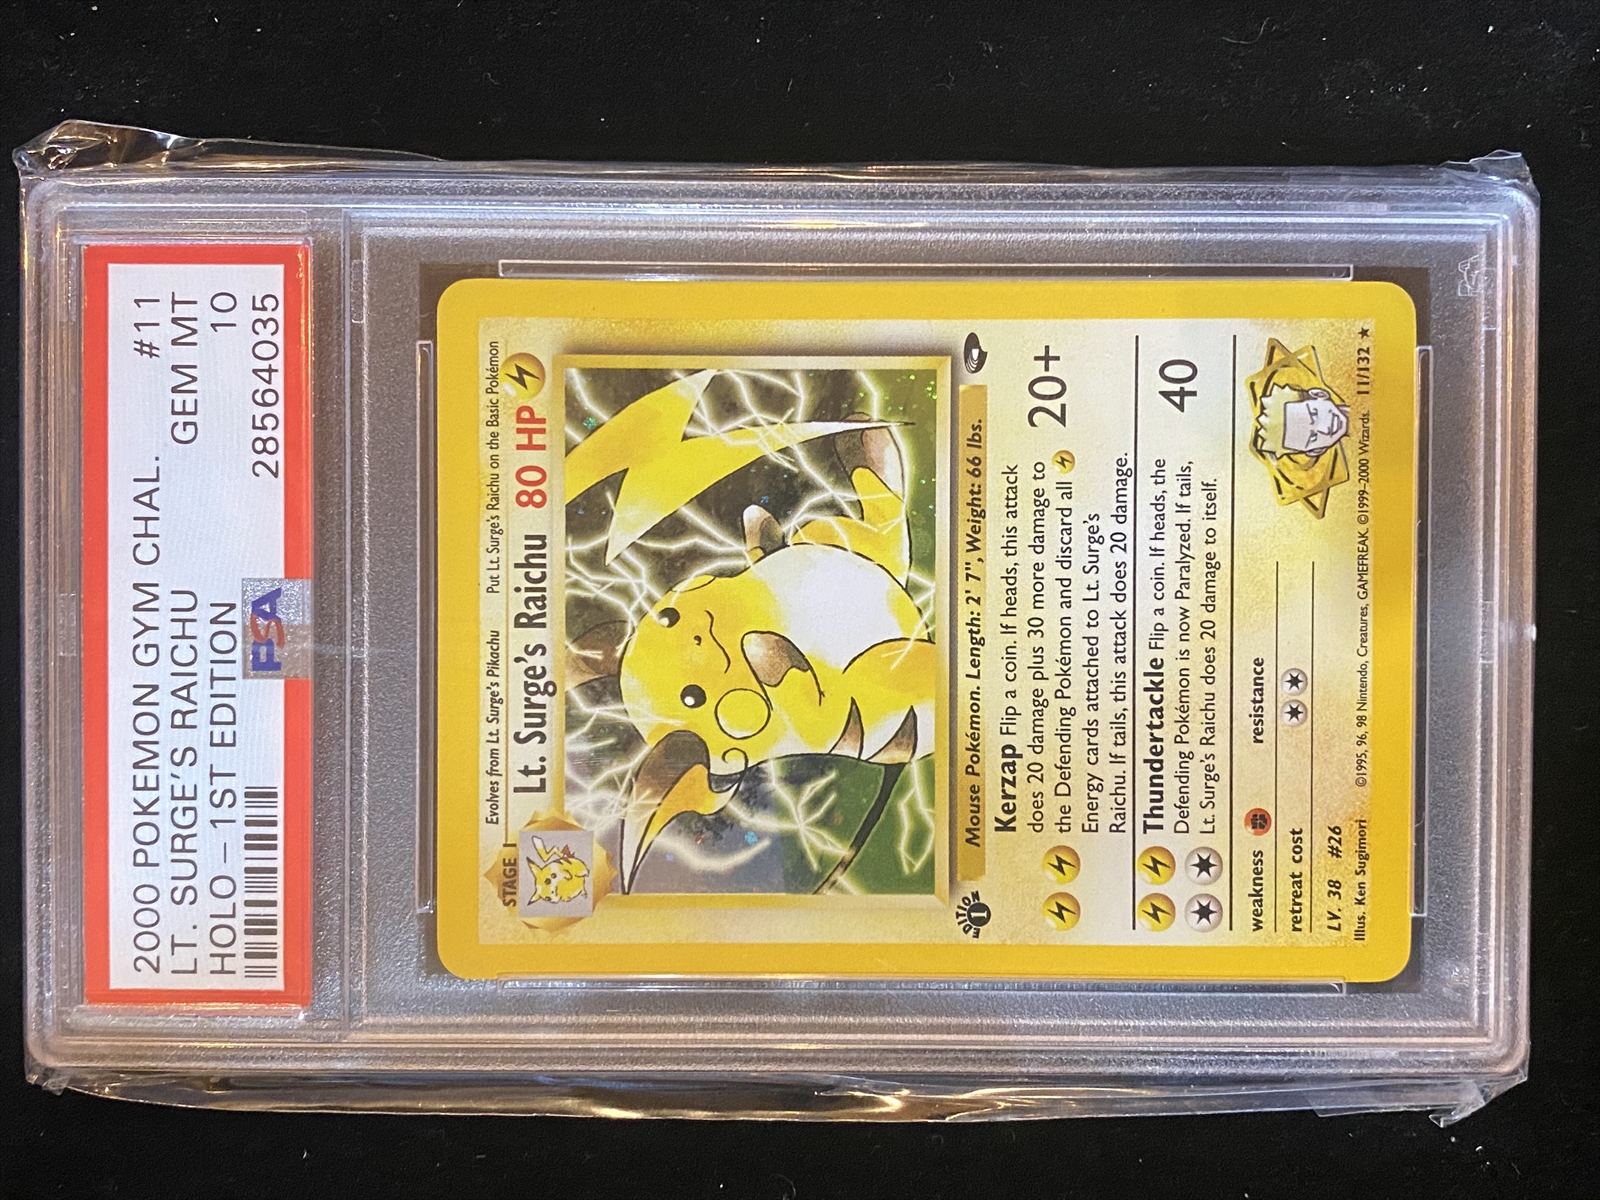 2000 POKEMON GYM CHAL. #11
LT. SURGE'S RAICHU GEM MT
HOLO-1ST EDITION 10
PSA 28564035
Evolves from Lt. Surge's Pikachu Put Lt. Surge's Raichu on the Basic Pokémon
STAGE 1
Lt. Surge's Raichu 80 HP
EDITION 1
Mouse Pokémon. Length: 2' 7", Weight: 66 lbs.
Kerzap Flip a coin. If heads, this attack
does 20 damage plus 30 more damage to
the Defending Pokémon and discard all
Energy cards attached to Lt. Surge's
Raichu. If tails, this attack does 20 damage.
20+
Thundertackle Flip a coin. If heads, the
Defending Pokémon is now Paralyzed. If tails,
Lt. Surge's Raichu does 20 damage to itself.
40
weakness resistance
retreat cost
LV. 38 #26
Illus. Ken Sugimori ©1995, 96, 98 Nintendo, Creatures, GAMEFREAK. ©1999-2000 Wizards. 11/132 ★
PSA